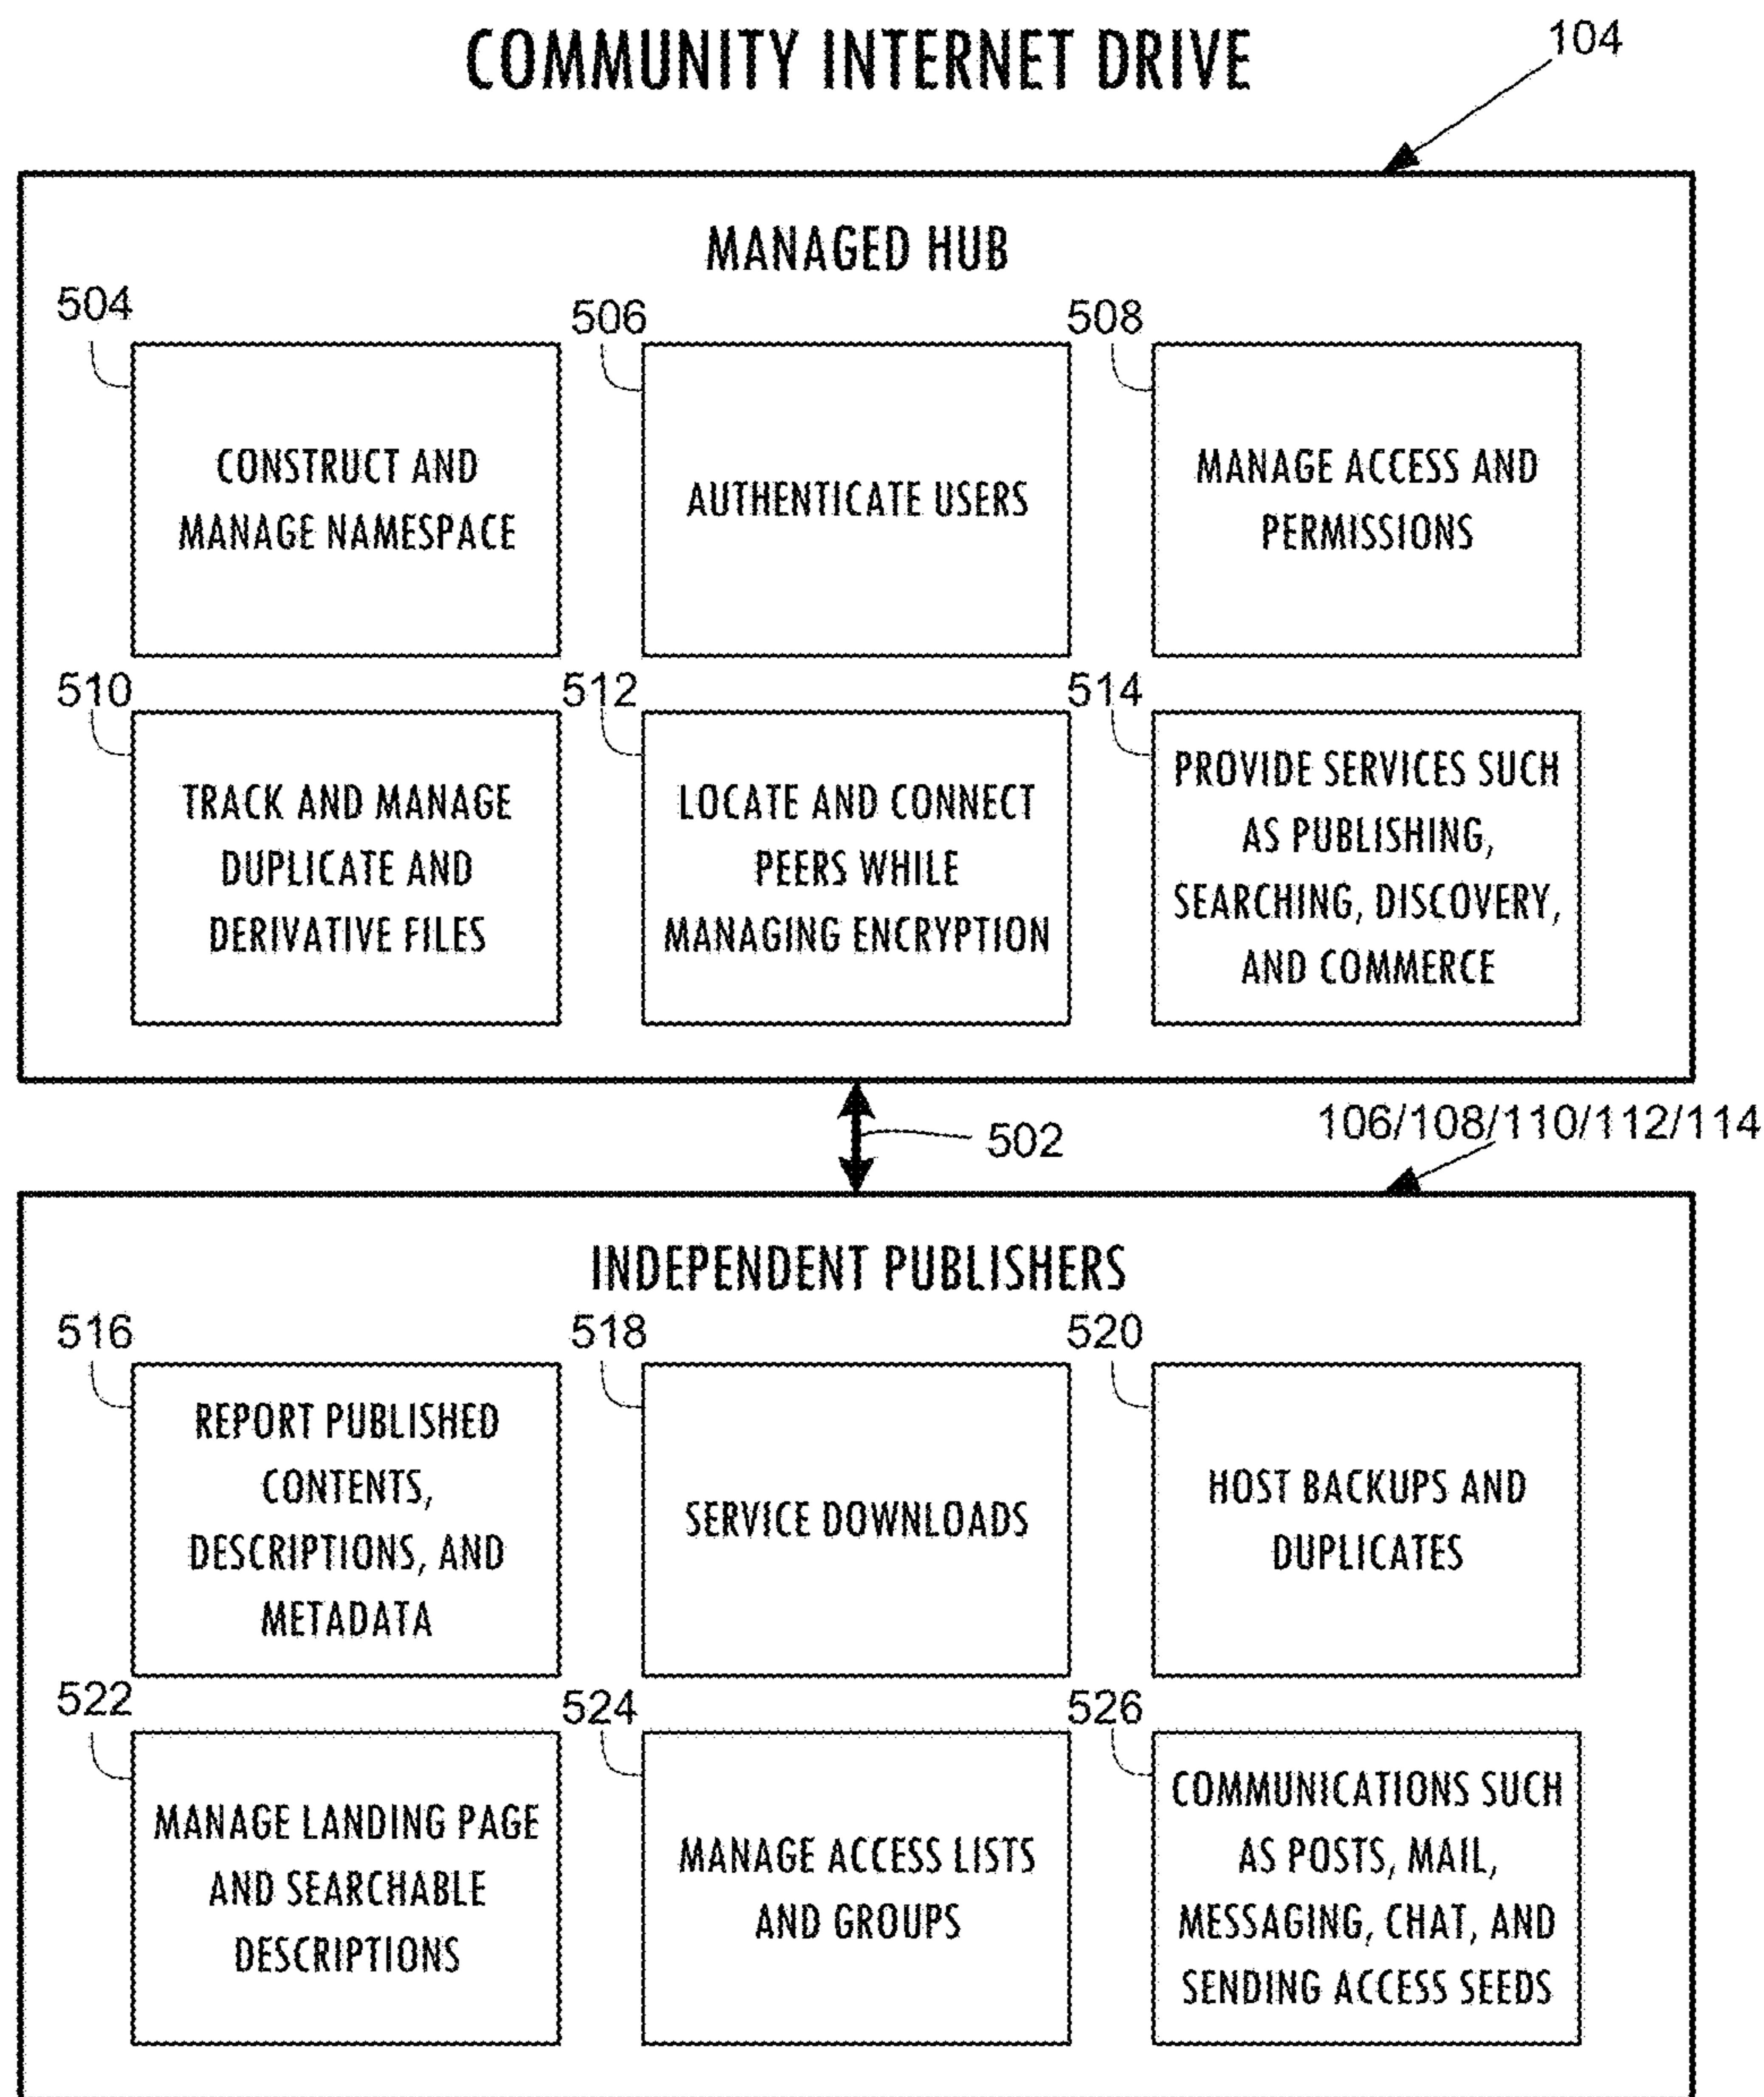 COMMUNITY INTERNET DRIVE
104
MANAGED HUB
504
506
508
CONSTRUCT AND
MANAGE NAMESPACE
AUTHENTICATE USERS
MANAGE ACCESS AND
PERMISSIONS
510
512
514
TRACK AND MANAGE
DUPLICATE AND
DERIVATIVE FILES
LOCATE AND CONNECT
PEERS WHILE
MANAGING ENCRYPTION
PROVIDE SERVICES SUCH
AS PUBLISHING,
SEARCHING, DISCOVERY,
AND COMMERCE
502
106/108/110/112/114
INDEPENDENT PUBLISHERS
516
518
520
REPORT PUBLISHED
CONTENTS,
DESCRIPTIONS, AND
METADATA
SERVICE DOWNLOADS
HOST BACKUPS AND
DUPLICATES
522
524
526
MANAGE LANDING PAGE
AND SEARCHABLE
DESCRIPTIONS
MANAGE ACCESS LISTS
AND GROUPS
COMMUNICATIONS SUCH
AS POSTS, MAIL,
MESSAGING, CHAT, AND
SENDING ACCESS SEEDS